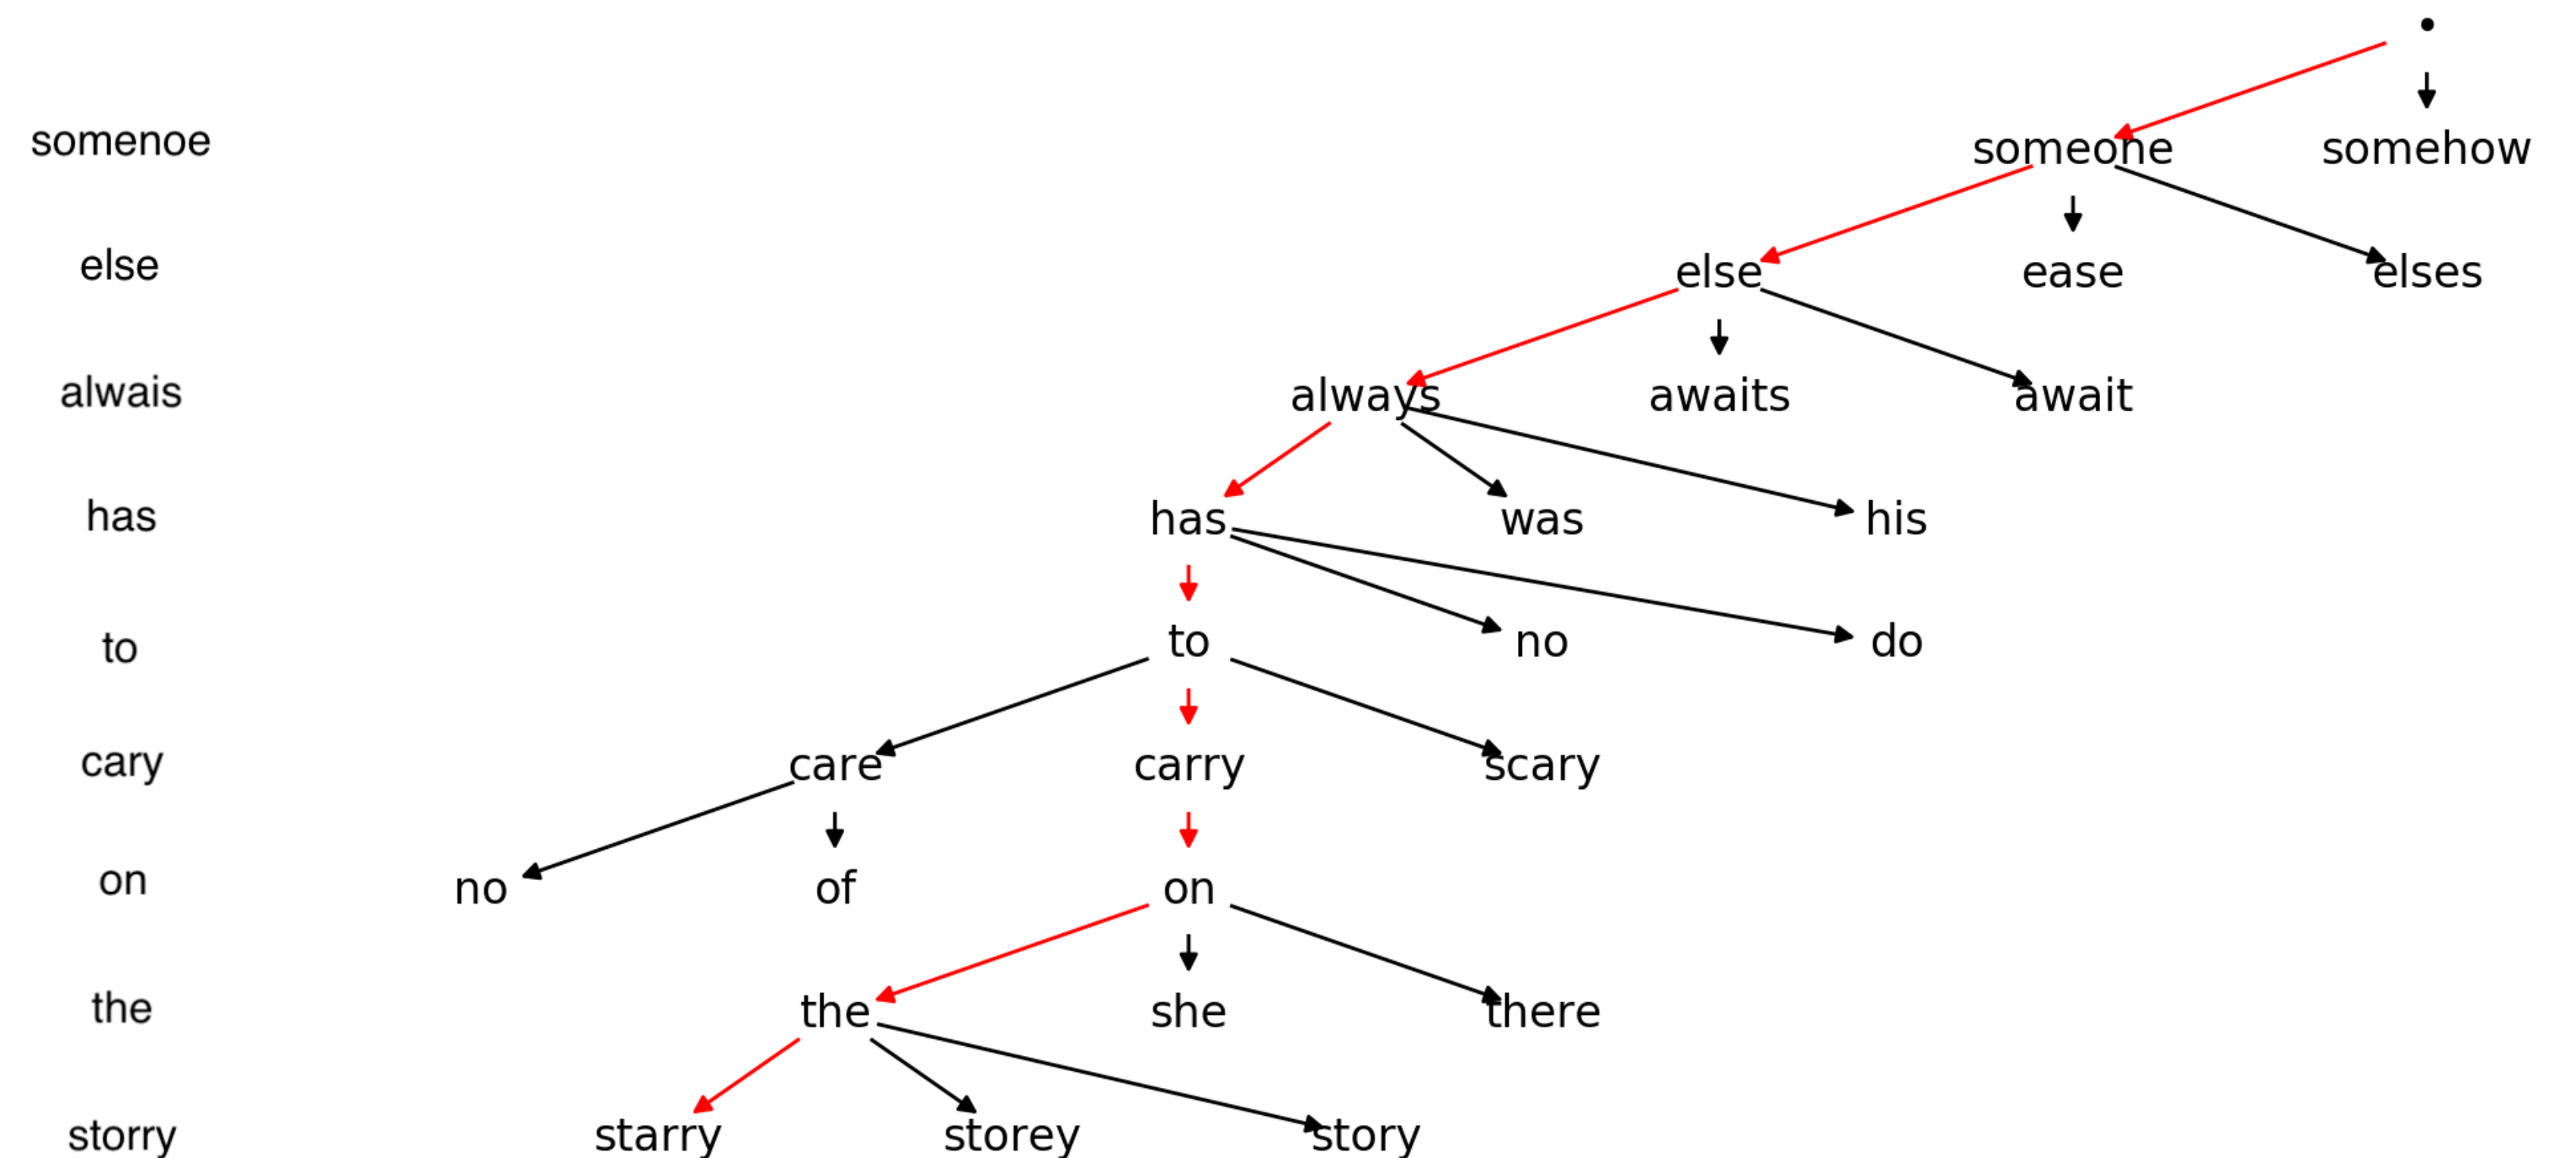 somenoe someone somehow
else else ease elses
alwais always awaits await
has has was his
to to no do
cary care carry scary
on no of on
the the she there
storry starry storey story